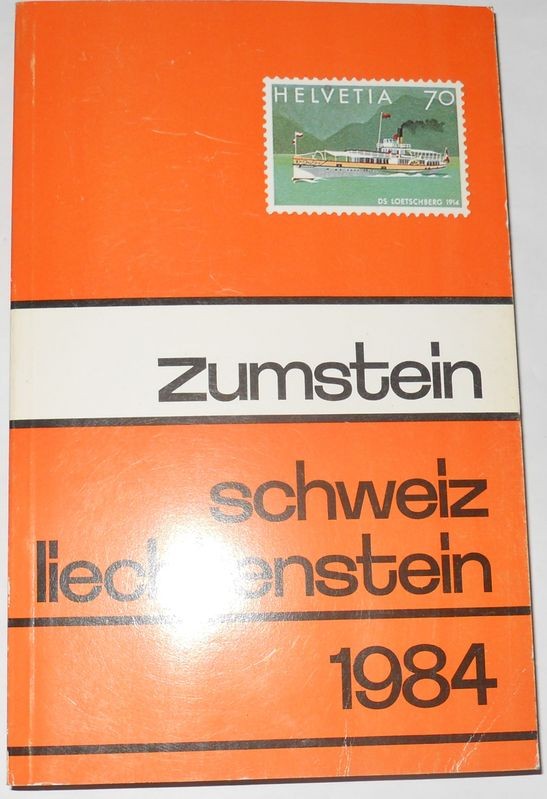 HELVETIA 70
DS LOETSCHBERG 1914
zumstein
schweiz
liechtenstein
1984